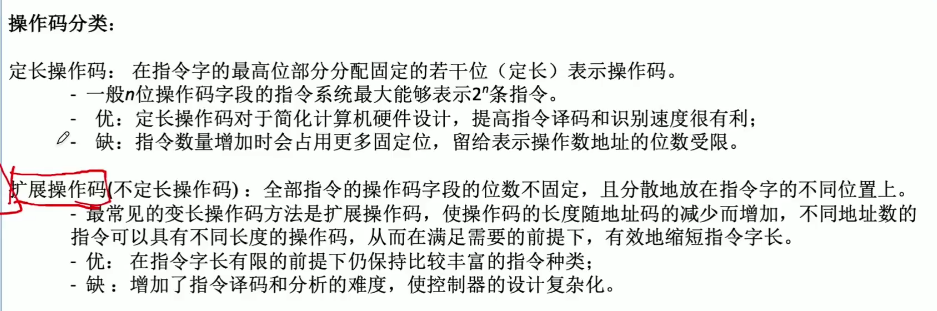 操作码分类：
定长操作码： 在指令字的最高位部分分配固定的若干位（定长）表示操作码。
- 一般n位操作码字段的指令系统最大能够表示2ⁿ条指令。
- 优：定长操作码对于简化计算机硬件设计，提高指令译码和识别速度很有利；
- 缺：指令数量增加时会占用更多固定位，留给表示操作数地址的位数受限。
扩展操作码(不定长操作码)：全部指令的操作码字段的位数不固定，且分散地放在指令字的不同位置上。
- 最常见的变长操作码方法是扩展操作码，使操作码的长度随地址码的减少而增加，不同地址数的
指令可以具有不同长度的操作码，从而在满足需要的前提下，有效地缩短指令字长。
- 优： 在指令字长有限的前提下仍保持比较丰富的指令种类；
- 缺：增加了指令译码和分析的难度，使控制器的设计复杂化。